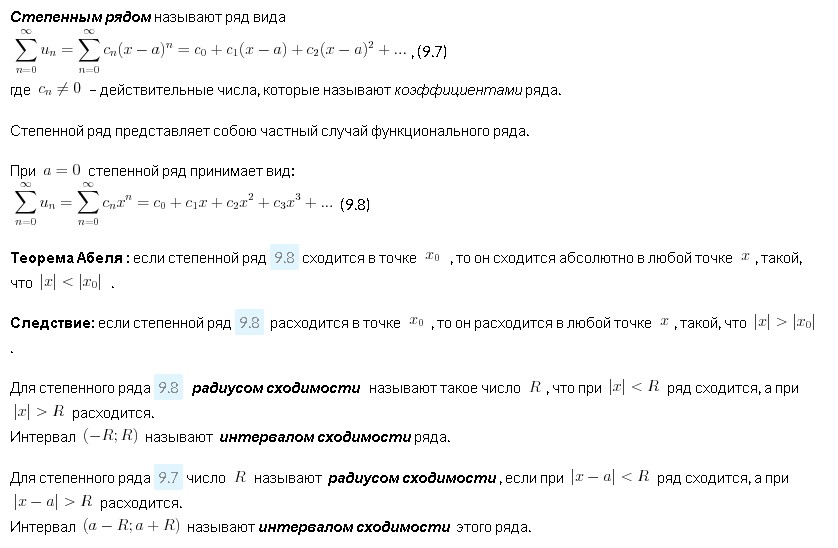 Степенным рядом называют ряд вида
$\sum_{n=0}^{\infty} u_n = \sum_{n=0}^{\infty} c_n(x-a)^n = c_0 + c_1(x-a) + c_2(x-a)^2 + \ldots$ , (9.7)
где $c_n \neq 0$ – действительные числа, которые называют коэффициентами ряда.
Степенной ряд представляет собою частный случай функционального ряда.
При $a = 0$ степенной ряд принимает вид:
$\sum_{n=0}^{\infty} u_n = \sum_{n=0}^{\infty} c_n x^n = c_0 + c_1 x + c_2 x^2 + c_3 x^3 + \ldots$ (9.8)
Теорема Абеля : если степенной ряд 9.8 сходится в точке $x_0$ , то он сходится абсолютно в любой точке $x$ , такой,
что $|x| < |x_0|$ .
Следствие: если степенной ряд 9.8 расходится в точке $x_0$ , то он расходится в любой точке $x$ , такой, что $|x| > |x_0|$
.
Для степенного ряда 9.8 радиусом сходимости называют такое число $R$ , что при $|x| < R$ ряд сходится, а при
$|x| > R$ расходится.
Интервал $(-R; R)$ называют интервалом сходимости ряда.
Для степенного ряда 9.7 число $R$ называют радиусом сходимости , если при $|x - a| < R$ ряд сходится, а при
$|x - a| > R$ расходится.
Интервал $(a - R; a + R)$ называют интервалом сходимости этого ряда.